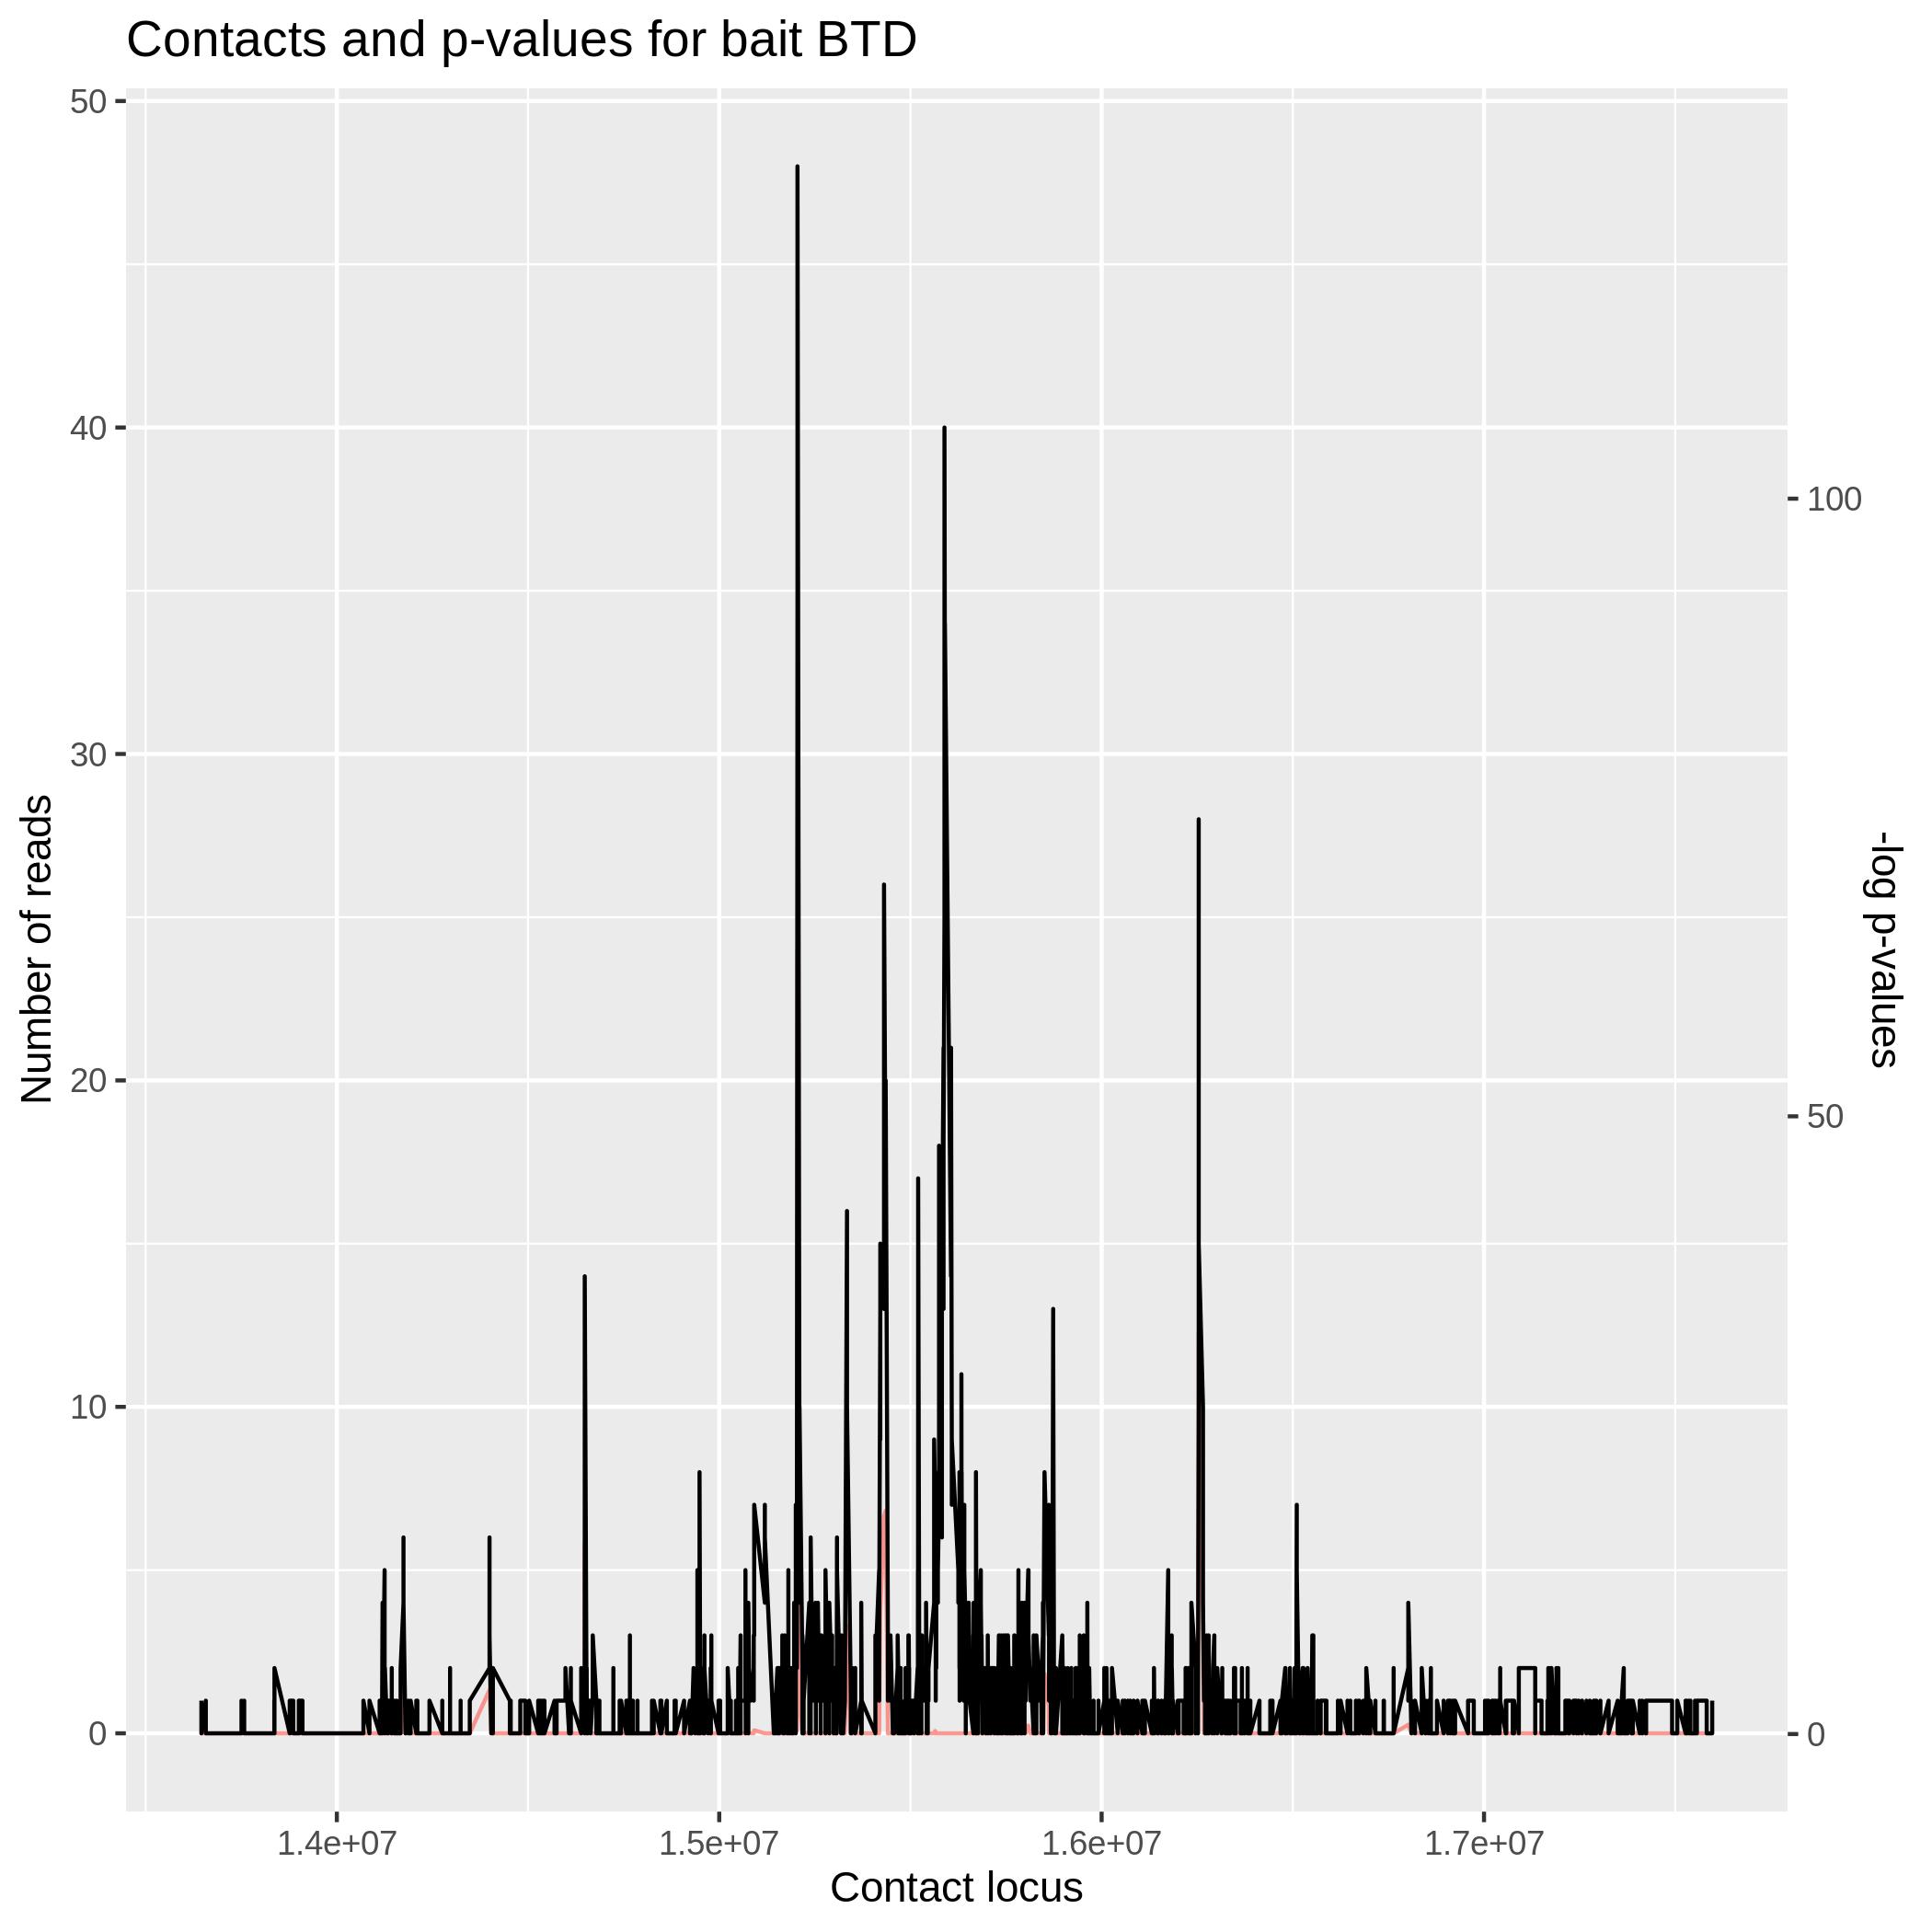 Contacts and p-values for bait BTD
50
40
30
20
10
0
Number of reads
100
50
0
-log p-values
1.4e+07
1.5e+07
1.6e+07
1.7e+07
Contact locus